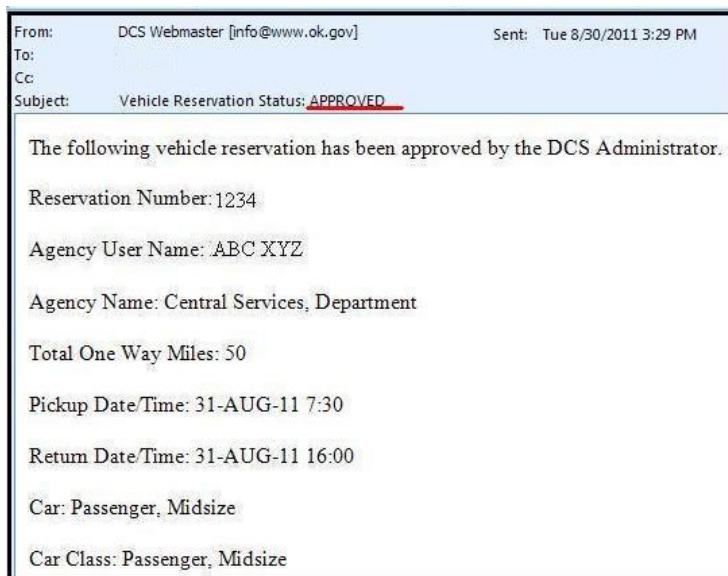 From: DCS Webmaster [info@www.ok.gov] Sent: Tue 8/30/2011 3:29 PM
To:
Cc:
Subject: Vehicle Reservation Status: APPROVED
The following vehicle reservation has been approved by the DCS Administrator.
Reservation Number: 1234
Agency User Name: ABC XYZ
Agency Name: Central Services, Department
Total One Way Miles: 50
Pickup Date/Time: 31-AUG-11 7:30
Return Date/Time: 31-AUG-11 16:00
Car: Passenger, Midsize
Car Class: Passenger, Midsize